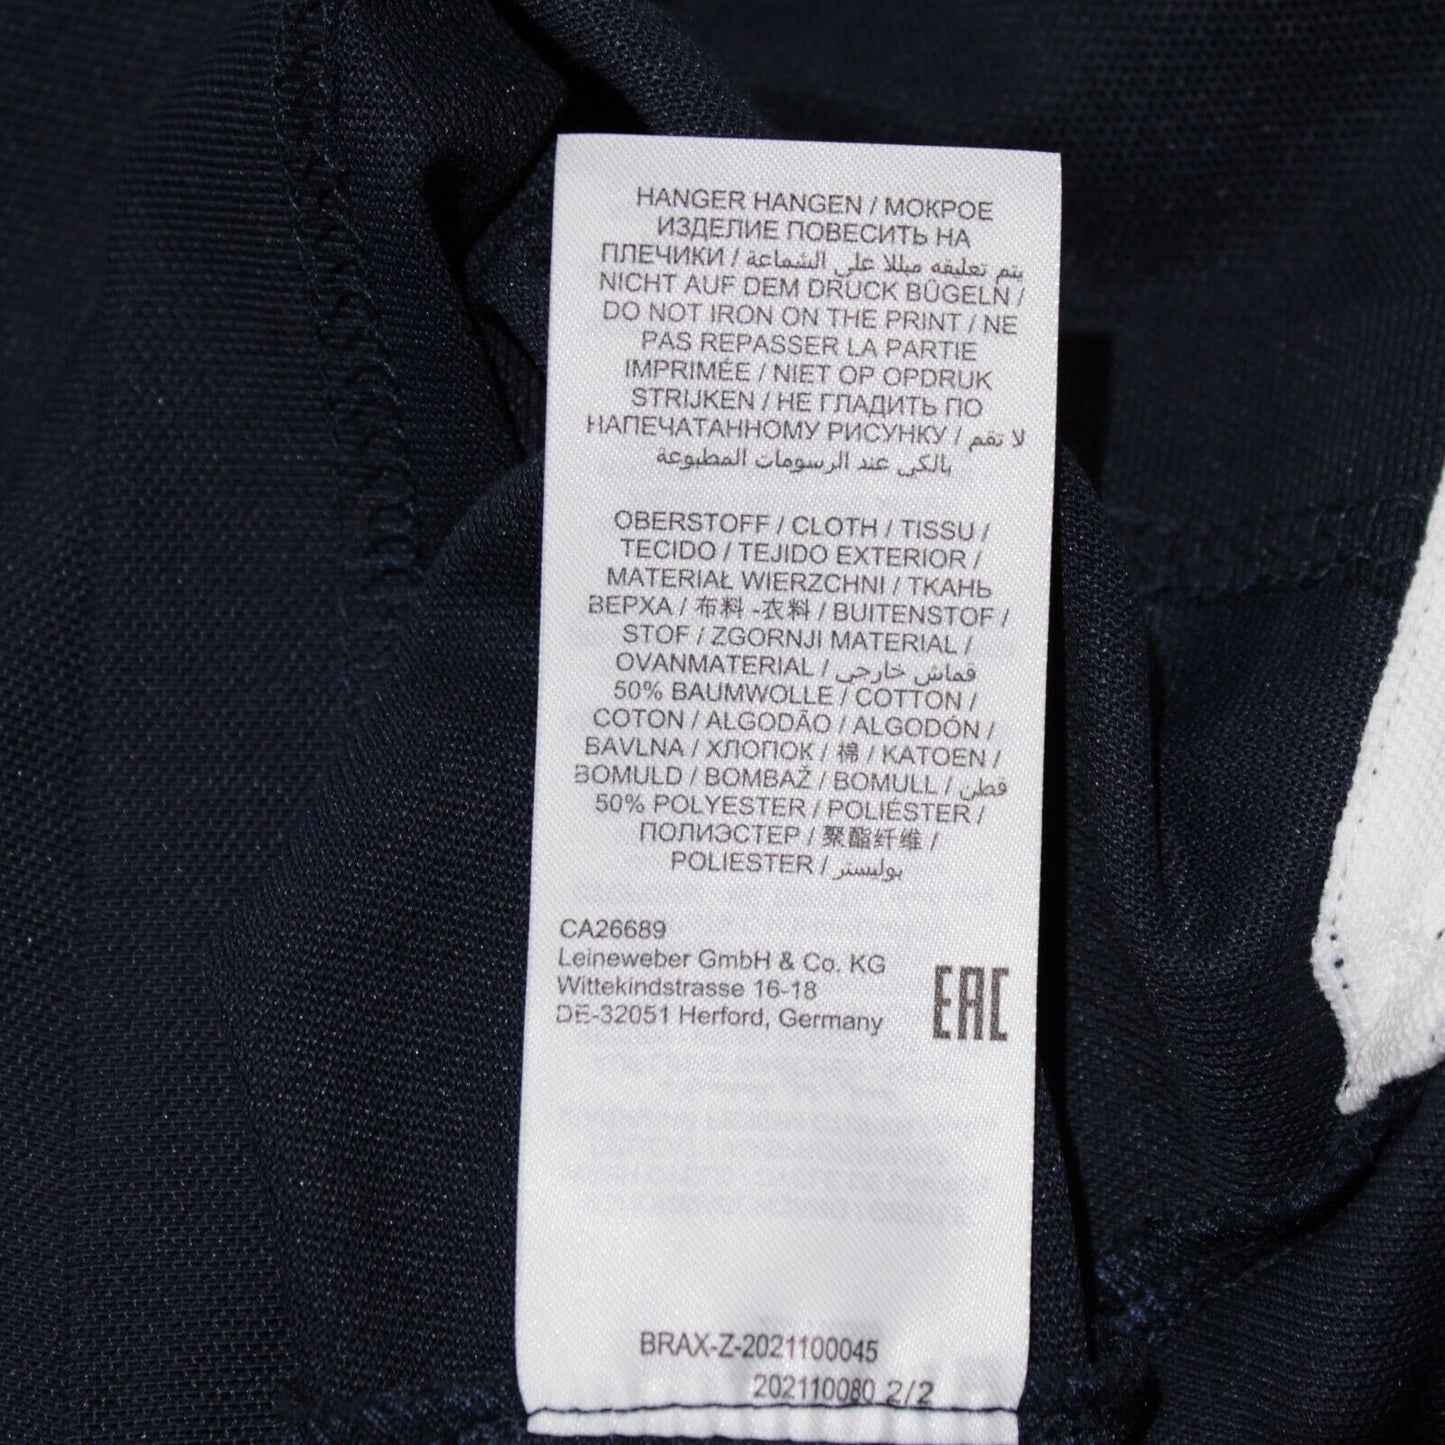 HANGER HANGEN / МОКРОЕ
ИЗДЕЛИЕ ПОВЕСИТЬ НА
ПЛЕЧИКИ / يتم تعليقه مبللا على الشماعة /
NICHT AUF DEM DRUCK BÜGELN /
DO NOT IRON ON THE PRINT / NE
PAS REPASSER LA PARTIE
IMPRIMÉE / NIET OP OPDRUK
STRIJKEN / НЕ ГЛАДИТЬ ПО
НАПЕЧАТАННОМУ РИСУНКУ / لا تقم
بالكي عند الرسومات المطبوعة
OBERSTOFF / CLOTH / TISSU /
TECIDO / TEJIDO EXTERIOR /
MATERIAŁ WIERZCHNI / ТКАНЬ
ВЕРХА / 布料 -衣料 / BUITENSTOF /
STOF / ZGORNJI MATERIAL /
OVANMATERIAL / قماش خارجي
50% BAUMWOLLE / COTTON /
COTON / ALGODÃO / ALGODÓN /
BAVLNA / ХЛОПОК / 棉 / KATOEN /
BOMULD / BOMBAŽ / BOMULL / قطن
50% POLYESTER / POLIÉSTER /
ПОЛИЭСТЕР / 聚酯纤维 /
POLIESTER / بوليستر
CA26689
Leineweber GmbH & Co. KG
Wittekindstrasse 16-18
DE-32051 Herford, Germany
EAC
BRAX-Z-2021100045
202110080 2/2